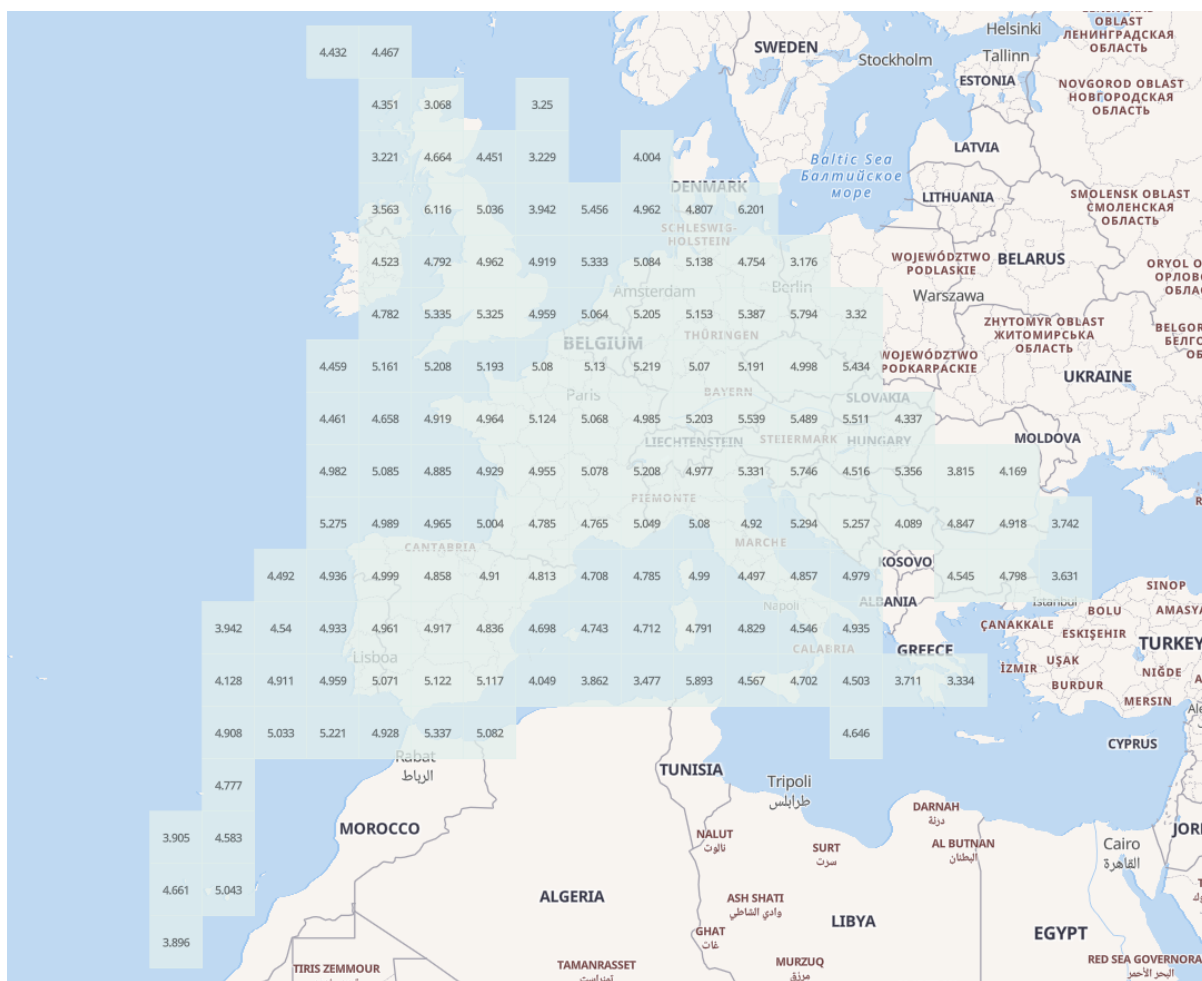 ОБLAST
OBLAST
ЛЕНИНГРАДСКАЯ
ОБЛАСТЬ
Helsinki
SWEDEN
Stockholm
Tallinn
4.432 4.467
ESTONIA
NOVGOROD OBLAST
НОВГОРОДСКАЯ
ОБЛАСТЬ
4.351 3.068 3.25
LATVIA
3.221 4.664 4.451 3.229 4.004
Baltic Sea
Балтийское
море
DENMARK
LITHUANIA
SMOLENSK OBLAST
СМОЛЕНСКАЯ
ОБЛАСТЬ
3.563 6.116 5.036 3.942 5.456 4.962 4.807 6.201
SCHLESWIG-
HOLSTEIN
WOJEWÓDZTWO
PODLASKIE
BELARUS
4.523 4.792 4.962 4.919 5.333 5.084 5.138 4.754 3.176
Amsterdam
Berlin
Warszawa
4.782 5.335 5.325 4.959 5.064 5.205 5.153 5.387 5.794 3.32
ZHYTOMYR OBLAST
ЖИТОМИРСЬКА
ОБЛАСТЬ
THÜRINGEN
BELGIUM
PODKARPACKIE
4.459 5.161 5.208 5.193 5.08 5.13 5.219 5.07 5.191 4.998 5.434
UKRAINE
Paris
BAYERN
SLOVAKIA
4.461 4.658 4.919 4.964 5.124 5.068 4.985 5.203 5.539 5.489 5.511 4.337
LIECHTENSTEIN
STEIERMARK
HUNGARY
MOLDOVA
4.982 5.085 4.885 4.929 4.955 5.078 5.208 4.977 5.331 5.746 4.516 5.356 3.815 4.169
PIEMONTE
5.275 4.989 4.965 5.004 4.785 4.765 5.049 5.08 4.92 5.294 5.257 4.089 4.847 4.918 3.742
CANTABRIA
MARCHE
KOSOVO
4.492 4.936 4.999 4.858 4.91 4.813 4.708 4.785 4.99 4.497 4.857 4.979 4.545 4.798 3.631
SINOP
Napoli
ALBANIA
Istanbul
BOLU
ÇANAKKALE
ESKIŞEHIR
3.942 4.54 4.933 4.961 4.917 4.836 4.698 4.743 4.712 4.791 4.829 4.546 4.935
TURKEY
Lisboa
CALABRIA
GREECE
İZMIR
UŞAK
NIĞDE
BURDUR
4.128 4.911 4.959 5.071 5.122 5.117 4.049 3.862 3.477 5.893 4.567 4.702 4.503 3.711 3.334
MERSIN
4.908 5.033 5.221 4.928 5.337 5.082 4.646
CYPRUS
Rabat
الرباط
TUNISIA
Tripoli
طرابلس
4.777
DARNAH
درنة
MOROCCO
NALUT
نالوت
SURT
سرت
AL BUTNAN
البطنان
Cairo
القاهرة
3.905 4.583
4.661 5.043
ALGERIA
ASH SHATI
وادي الشاطي
LIBYA
GHAT
غات
EGYPT
3.896
TIRIS ZEMMOUR
TAMANRASSET
MURZUQ
مرزق
RED SEA GOVERNORA
البحر الأحمر